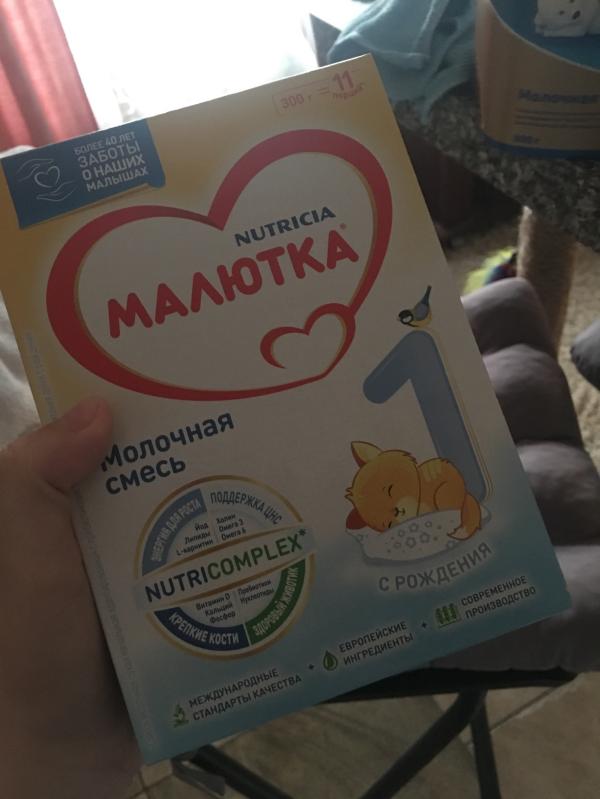 300 г = 11
порций
БОЛЕЕ 40 ЛЕТ
ЗАБОТЫ
О НАШИХ
МАЛЫШАХ
NUTRICIA
МАЛЮТКА®
1
Молочная
смесь
С РОЖДЕНИЯ
ЭНЕРГИЯ ДЛЯ РОСТА
ПОДДЕРЖКА ЦНС
Йод
Липиды
L-карнитин
Холин
Омега 3
Омега 6
NUTRICOMPLEX*
Витамин D
Кальций
Фосфор
Пребиотики
Нуклеотиды
КРЕПКИЕ КОСТИ
ЗДОРОВЫЙ ЖИВОТИК
МЕЖДУНАРОДНЫЕ
СТАНДАРТЫ КАЧЕСТВА
+
ЕВРОПЕЙСКИЕ
ИНГРЕДИЕНТЫ
+
СОВРЕМЕННОЕ
ПРОИЗВОДСТВО
Молочная